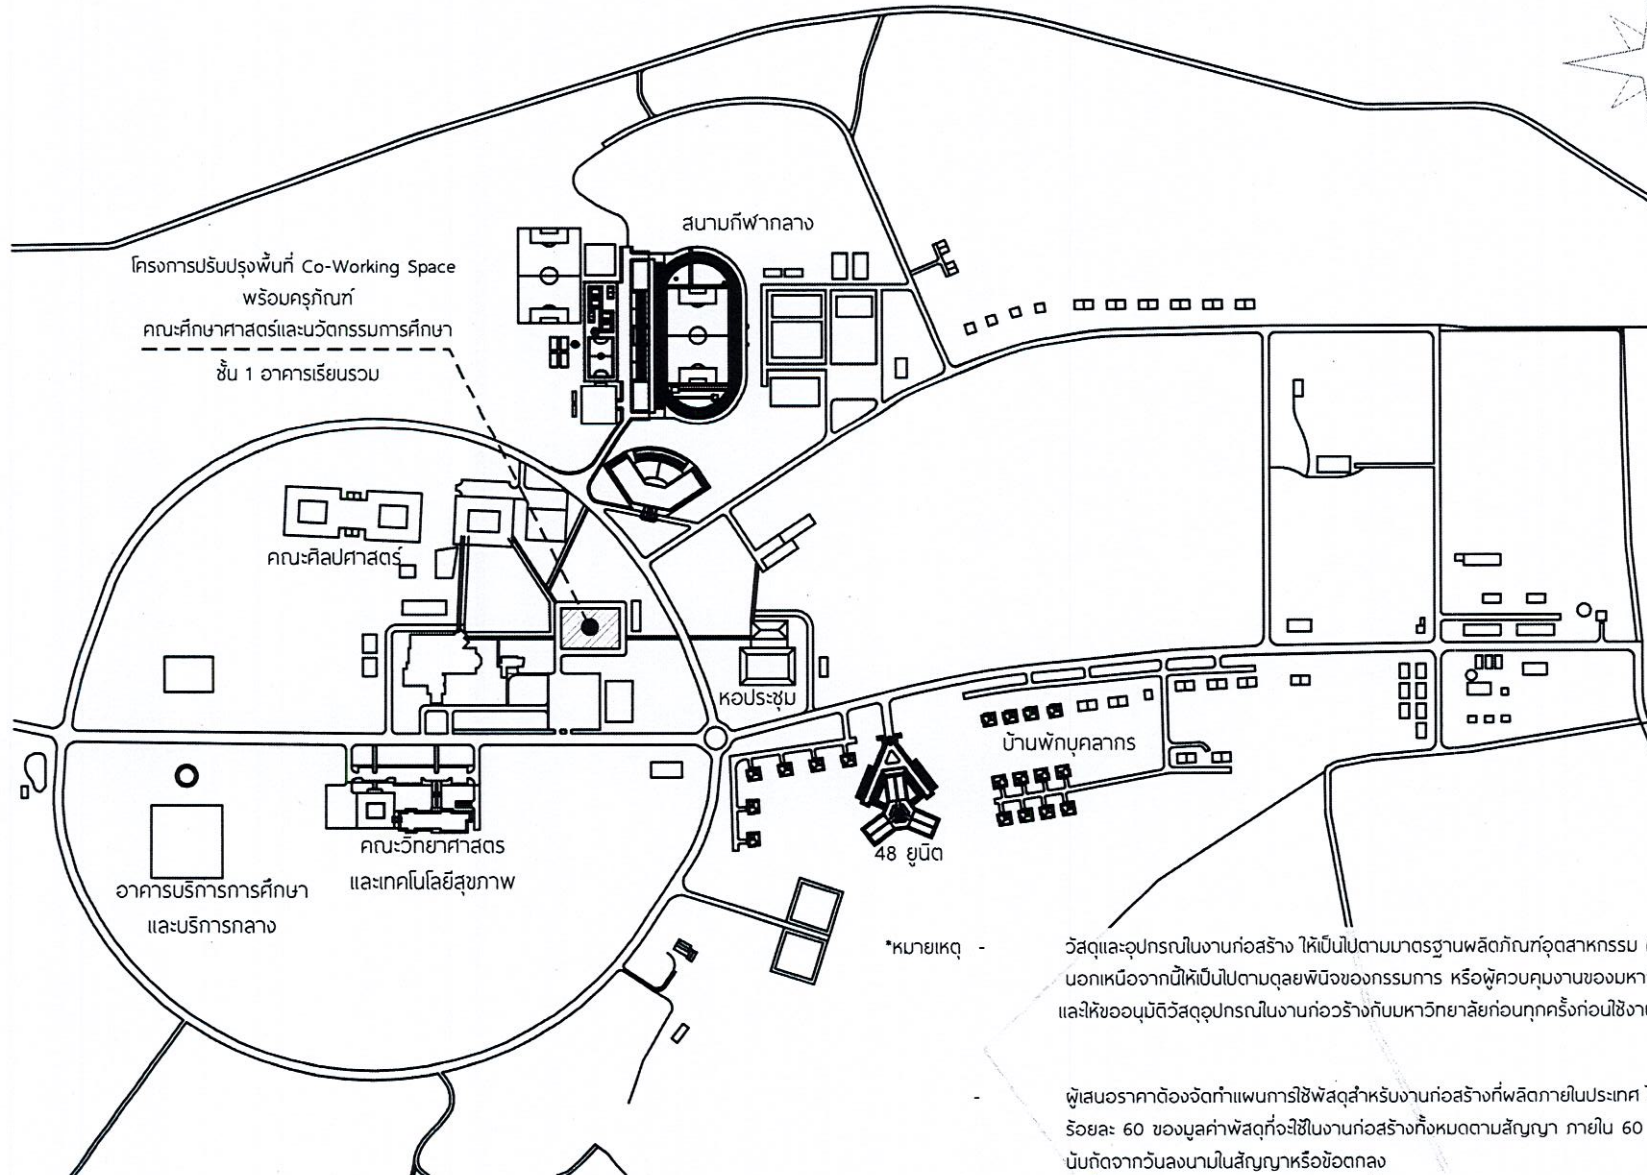 สนามกีฬากลาง
โครงการปรับปรุงพื้นที่ Co-Working Space
พร้อมครุภัณฑ์
คณะศึกษาศาสตร์และนวัตกรรมการศึกษา
ชั้น 1 อาคารเรียนรวม
คณะศิลปศาสตร์
หอประชุม
บ้านพักบุคลากร
48 ยูนิต
คณะวิทยาศาสตร
และเทคโนโลยีสุขภาพ
อาคารบริการการศึกษา
และบริการกลาง
*หมายเหตุ -
วัสดุและอุปกรณ์ในงานก่อสร้าง ให้เป็นไปตามมาตรฐานผลิตภัณฑ์อุตสาหกรรม (
นอกเหนือจากนี้ให้เป็นไปตามดุลยพินิจของกรรมการ หรือผู้ควบคุมงานของมหา
และให้ขออนุมัติวัสดุอุปกรณ์ในงานก่อวร้างกับมหาวิทยาลัยก่อนทุกครั้งก่อนใช้งาน
-
ผู้เสนอราคาต้องจัดทำแผนการใช้พัสดุสำหรับงานก่อสร้างที่ผลิตภายในประเทศ
ร้อยละ 60 ของมูลค่าพัสดุที่จะใช้ในงานก่อสร้างทั้งหมดตามสัญญา ภายใน 60
นับถัดจากวันลงนามในสัญญาหรือข้อตกลง